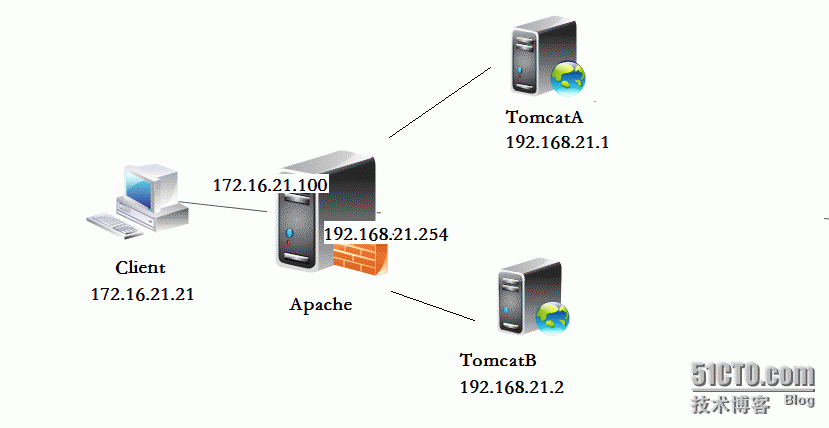 TomcatA
192.168.21.1
172.16.21.100
192.168.21.254
Client
172.16.21.21
Apache
TomcatB
192.168.21.2
51CTO.com
技术博客 Blog